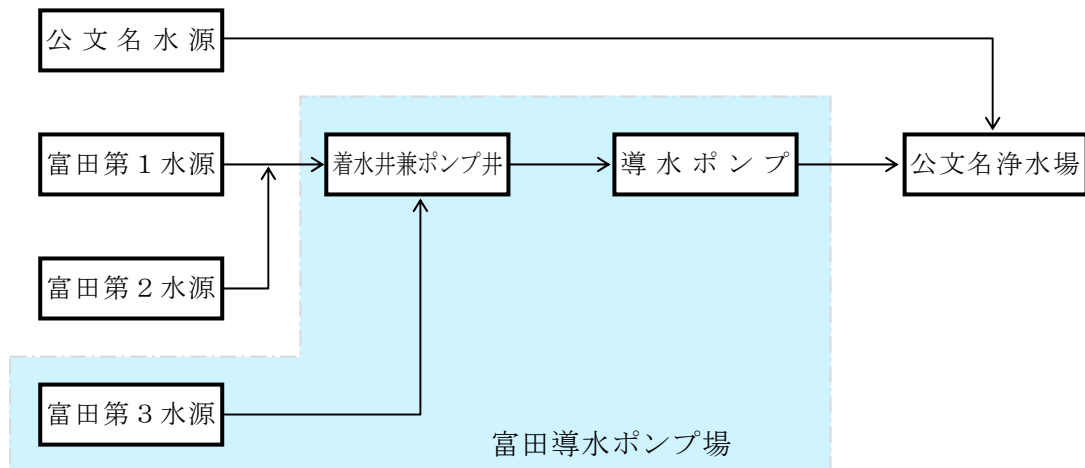 公文名水源
富田第１水源
着水井兼ポンプ井
導水ポンプ
公文名浄水場
富田第２水源
富田第３水源
富田導水ポンプ場